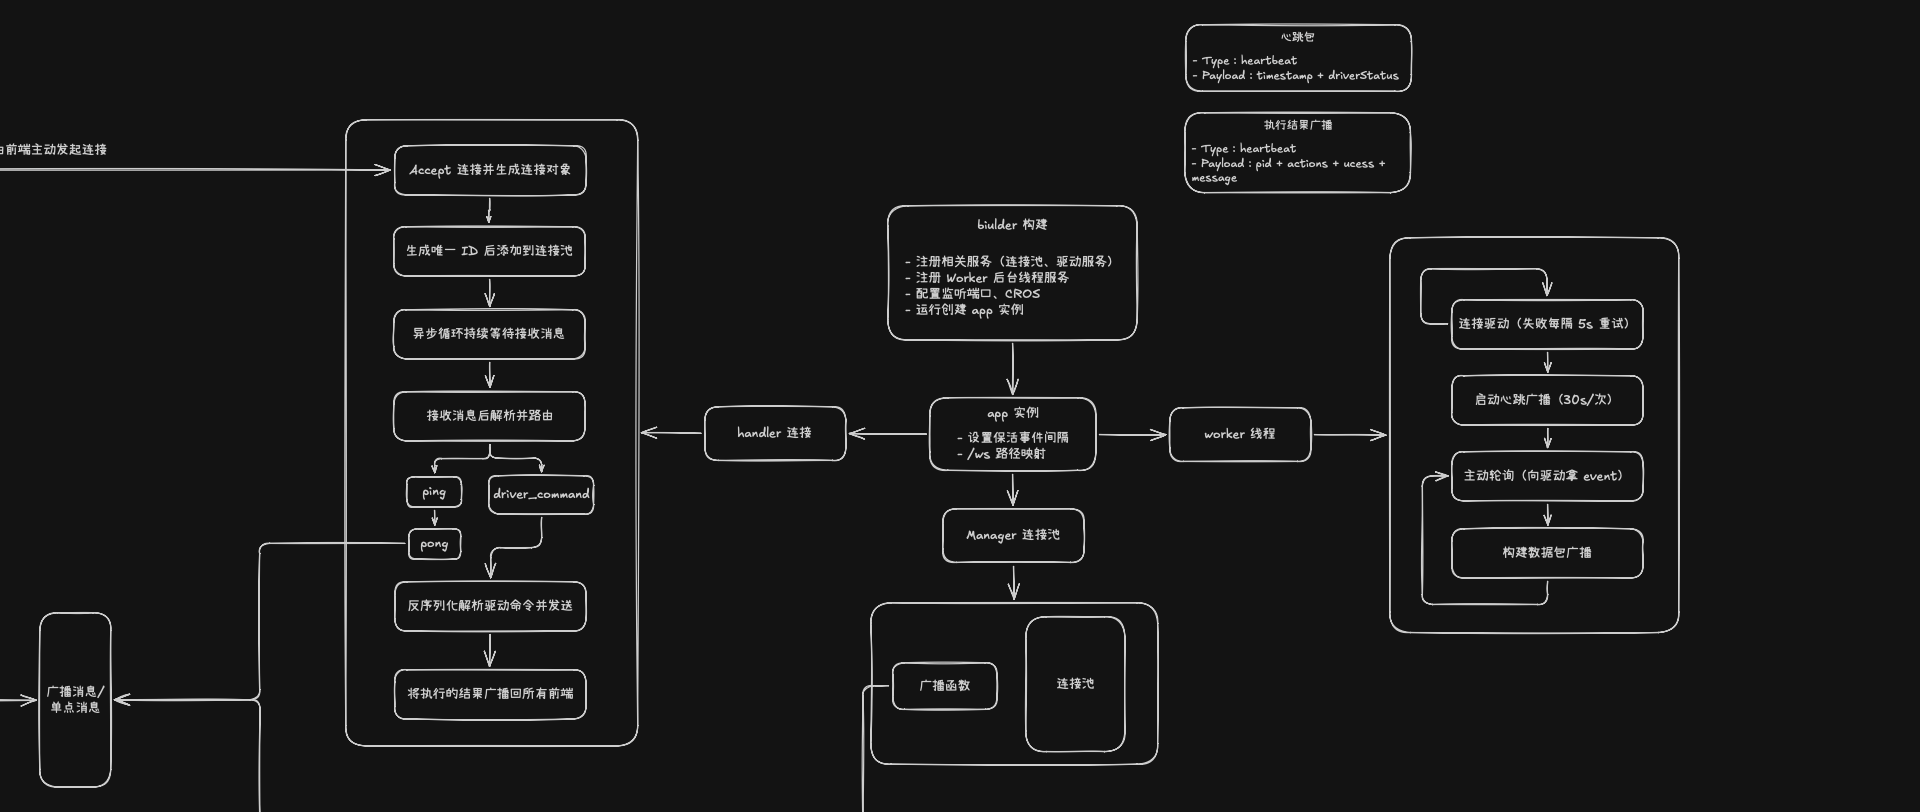 心跳包
- Type : heartbeat
- Payload : timestamp + driverStatus
执行结果广播
- Type : heartbeat
- Payload : pid + actions + ucess +
message
前端主动发起连接
Accept 连接并生成连接对象
生成唯一 ID 后添加到连接池
异步循环持续等待接收消息
接收消息后解析并路由
ping
driver_command
pong
反序列化解析驱动命令并发送
将执行的结果广播回所有前端
广播消息/
单点消息
handler 连接
biulder 构建
- 注册相关服务（连接池、驱动服务）
- 注册 Worker 后台线程服务
- 配置监听端口、CROS
- 运行创建 app 实例
app 实例
- 设置保活事件间隔
- /ws 路径映射
Manager 连接池
广播函数
连接池
worker 线程
连接驱动（失败每隔 5s 重试）
启动心跳广播（30s/次）
主动轮询（向驱动拿 event）
构建数据包广播